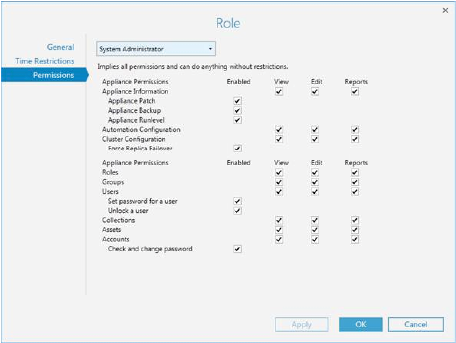 Role
General
Time Restrictions
Permissions
System Administrator
Implies all permissions and can do anything without restrictions.
Appliance Permissions Enabled View Edit Reports
Appliance Information
Appliance Patch
Appliance Backup
Appliance Runlevel
Automation Configuration
Cluster Configuration
Force Replica Failover
Appliance Permissions Enabled View Edit Reports
Roles
Groups
Users
Set password for a user
Unlock a user
Collections
Assets
Accounts
Check and change password
Apply OK Cancel